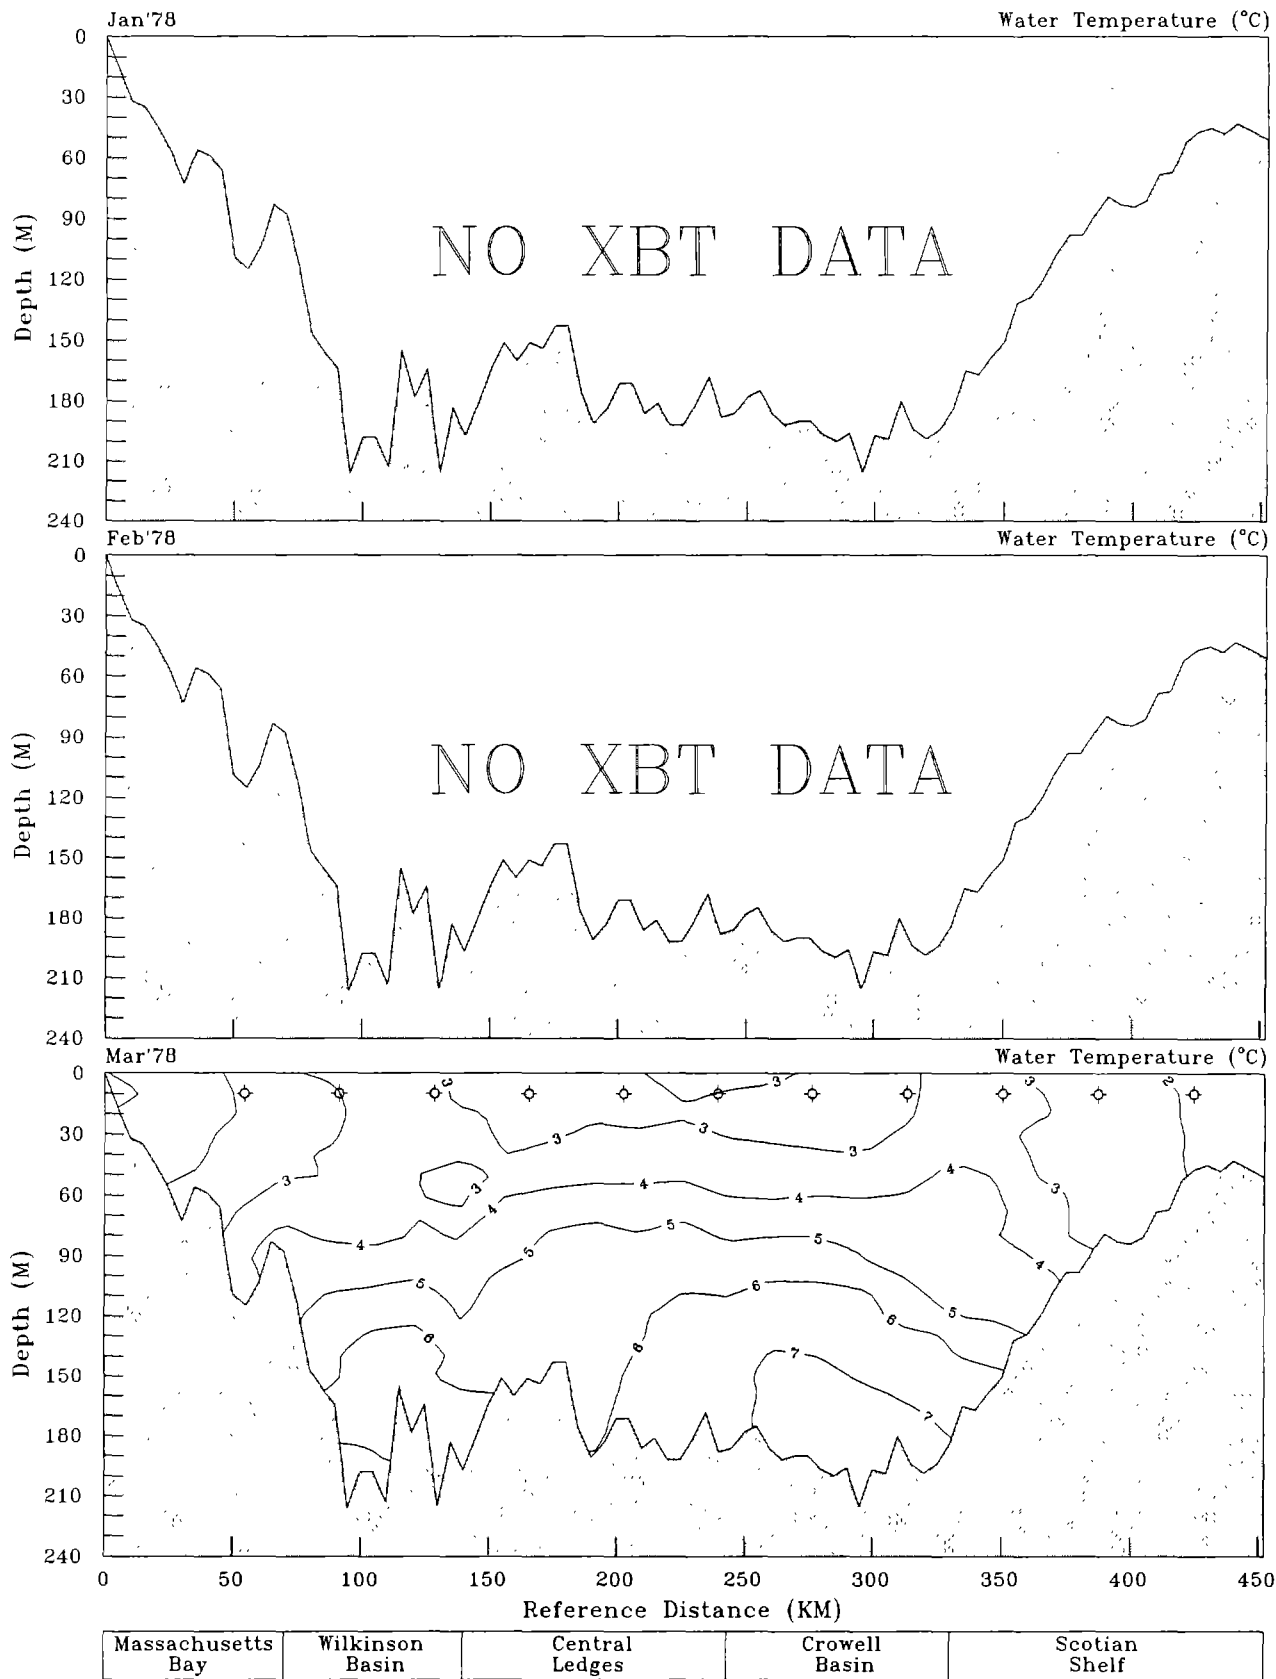 Jan'78 Water Temperature (°C)
0
30
60
90
120
150
180
210
240
Depth (M)
NO XBT DATA
Feb'78 Water Temperature (°C)
0
30
60
90
120
150
180
210
240
Depth (M)
NO XBT DATA
Mar'78 Water Temperature (°C)
0
30
60
90
120
150
180
210
240
Depth (M)
3 3 3 2
3 3 3
3 3 3
4 4 4 4 4
5 5 5 5 5
6 6 6 6
7 7
0 50 100 150 200 250 300 350 400 450
Reference Distance (KM)
Massachusetts Bay
Wilkinson Basin
Central Ledges
Crowell Basin
Scotian Shelf